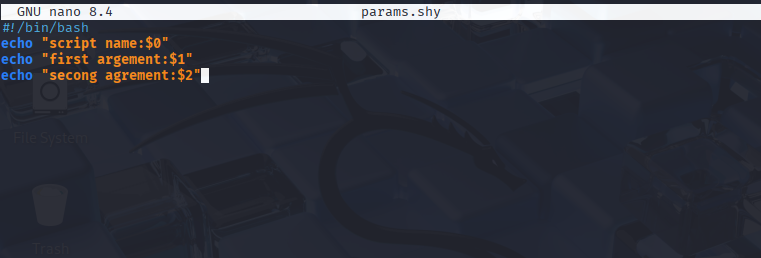 GNU nano 8.4 params.shy
#!/bin/bash
echo "script name:$0"
echo "first argement:$1"
echo "secong agrement:$2"
File System
Trash